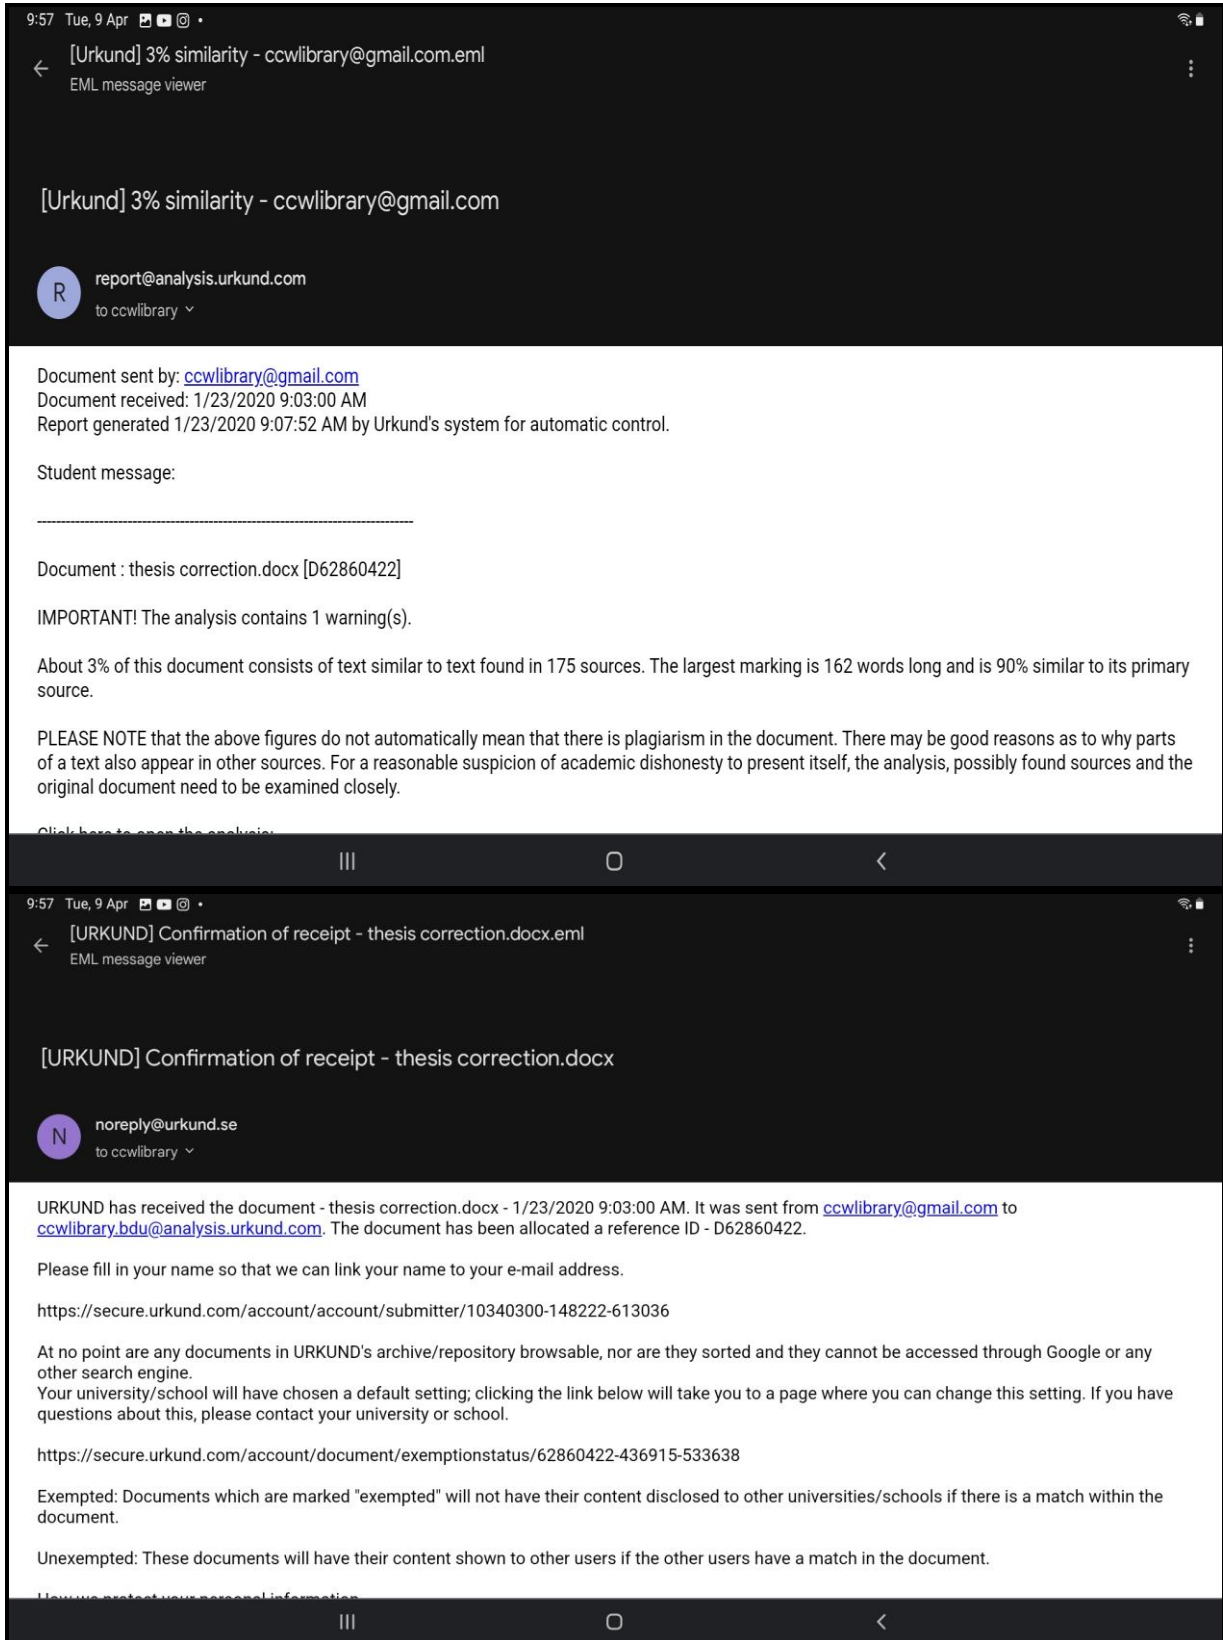 9:57 Tue, 9 Apr
[Urkund] 3% similarity - ccwlibrary@gmail.com.eml
EML message viewer
[Urkund] 3% similarity - ccwlibrary@gmail.com
R
report@analysis.urkund.com
to ccwlibrary
Document sent by: ccwlibrary@gmail.com
Document received: 1/23/2020 9:03:00 AM
Report generated 1/23/2020 9:07:52 AM by Urkund's system for automatic control.
Student message:
--------------------------------------------------------------------------------
Document : thesis correction.docx [D62860422]
IMPORTANT! The analysis contains 1 warning(s).
About 3% of this document consists of text similar to text found in 175 sources. The largest marking is 162 words long and is 90% similar to its primary
source.
PLEASE NOTE that the above figures do not automatically mean that there is plagiarism in the document. There may be good reasons as to why parts
of a text also appear in other sources. For a reasonable suspicion of academic dishonesty to present itself, the analysis, possibly found sources and the
original document need to be examined closely.
Click here to open the analysis:
9:57 Tue, 9 Apr
[URKUND] Confirmation of receipt - thesis correction.docx.eml
EML message viewer
[URKUND] Confirmation of receipt - thesis correction.docx
N
noreply@urkund.se
to ccwlibrary
URKUND has received the document - thesis correction.docx - 1/23/2020 9:03:00 AM. It was sent from ccwlibrary@gmail.com to
ccwlibrary.bdu@analysis.urkund.com. The document has been allocated a reference ID - D62860422.
Please fill in your name so that we can link your name to your e-mail address.
https://secure.urkund.com/account/account/submitter/10340300-148222-613036
At no point are any documents in URKUND's archive/repository browsable, nor are they sorted and they cannot be accessed through Google or any
other search engine.
Your university/school will have chosen a default setting; clicking the link below will take you to a page where you can change this setting. If you have
questions about this, please contact your university or school.
https://secure.urkund.com/account/document/exemptionstatus/62860422-436915-533638
Exempted: Documents which are marked "exempted" will not have their content disclosed to other universities/schools if there is a match within the
document.
Unexempted: These documents will have their content shown to other users if the other users have a match in the document.
How we protect your personal information